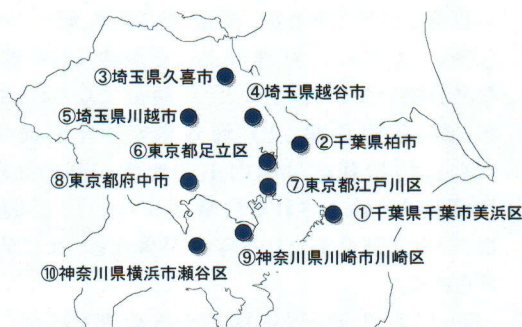 ③埼玉県久喜市
④埼玉県越谷市
⑤埼玉県川越市
②千葉県柏市
⑥東京都足立区
⑧東京都府中市
⑦東京都江戸川区
①千葉県千葉市美浜区
⑨神奈川県川崎市川崎区
⑩神奈川県横浜市瀬谷区